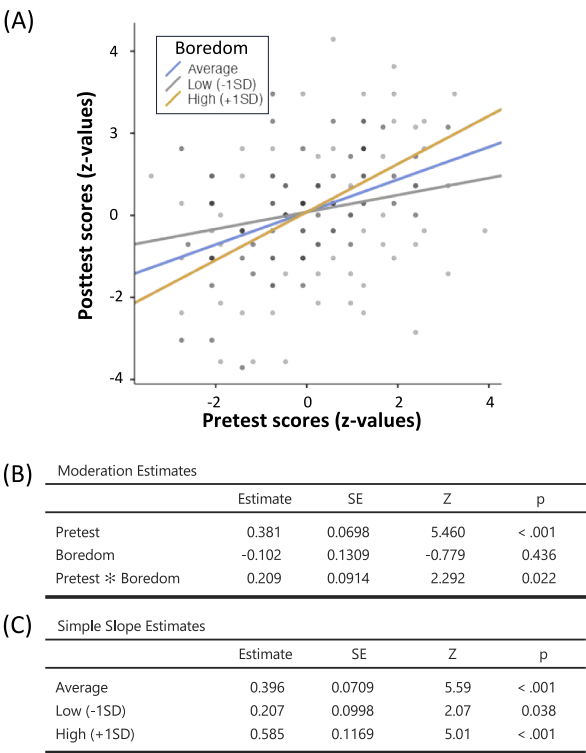 (A)
Boredom
Average
Low (-1SD)
High (+1SD)
4
3
0
-2
-4
Posttest scores (z-values)
-2
0
2
4
Pretest scores (z-values)
(B)
Moderation Estimates
Estimate SE Z p
Pretest 0.381 0.0698 5.460 < .001
Boredom -0.102 0.1309 -0.779 0.436
Pretest ✻ Boredom 0.209 0.0914 2.292 0.022
(C)
Simple Slope Estimates
Estimate SE Z p
Average 0.396 0.0709 5.59 < .001
Low (-1SD) 0.207 0.0998 2.07 0.038
High (+1SD) 0.585 0.1169 5.01 < .001